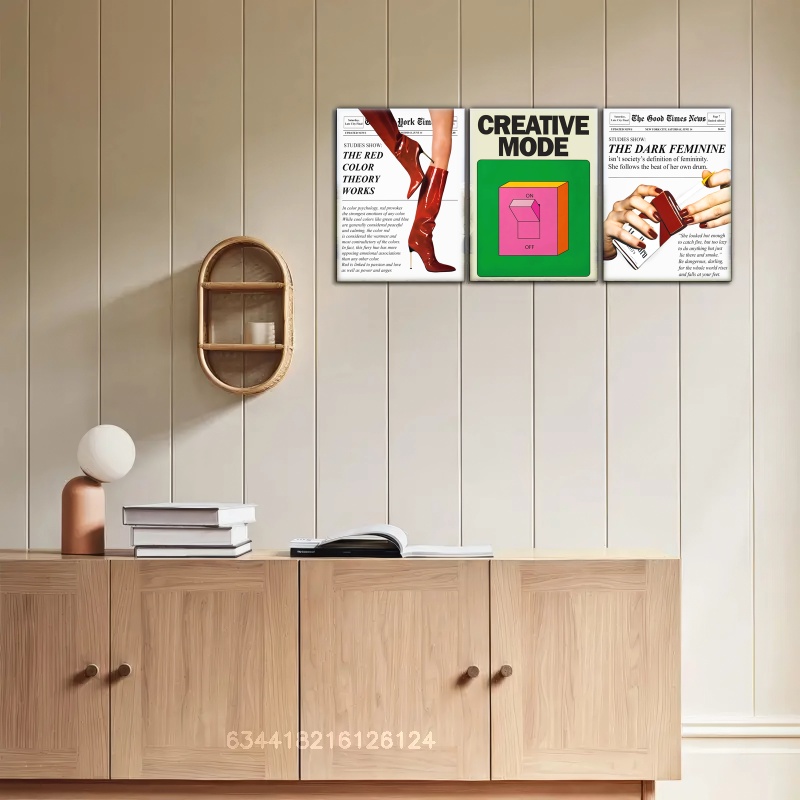 York Tim
STUDIES SHOW:
THE RED
COLOR
THEORY
WORKS
In color psychology, red provokes
the strongest emotions of any color.
While cool colors like green and blue
are generally considered peaceful
and calming, the color red
is considered the warmest and
most contradictory of the colors.
In fact, this fiery hue has more
opposing emotional associations
than any other color.
Red is linked to passion and love
as well as power and anger.
CREATIVE
MODE
ON
OFF
The Good Times News
STUDIES SHOW:
THE DARK FEMININE
isn't society's definition of femininity.
She follows the beat of her own drum.
"She looked hot enough
to catch fire, but too lazy
to do anything but just
lie there and smoke."
Be dangerous, darling,
for the whole world rises
and falls at your feet.
634418216126124